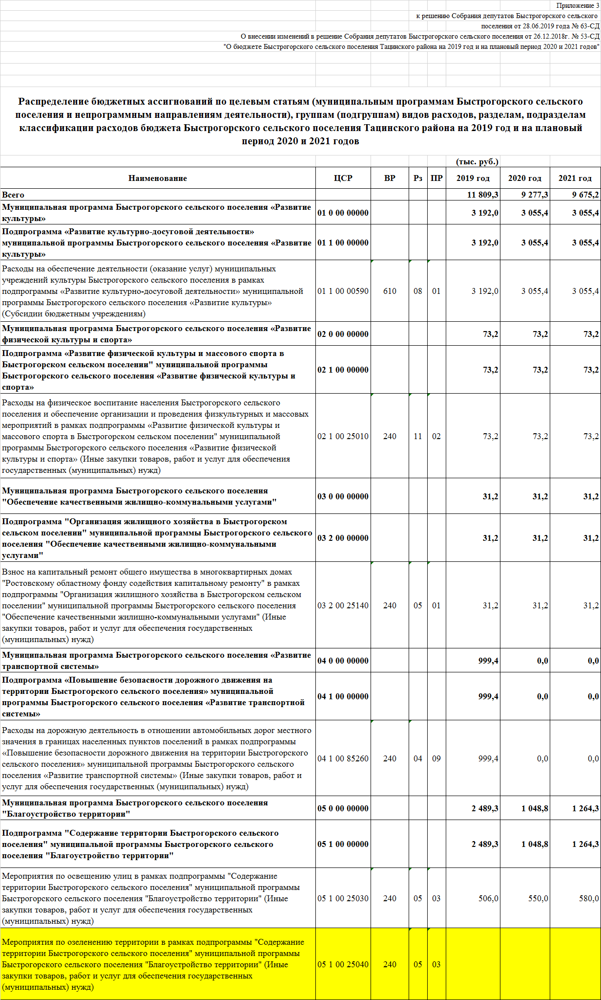 Приложение 3
к решению Собрания депутатов Быстрогорского сельского
поселения от 28.06.2019 года № 63-СД
О внесении изменений в решение Собрания депутатов Быстрогорского сельского поселения от 26.12.2018г. № 53-СД
"О бюджете Быстрогорского сельского поселения Тацинского района на 2019 год и на плановый период 2020 и 2021 годов"
Распределение бюджетных ассигнований по целевым статьям (муниципальным программам Быстрогорского сельского
поселения и непрограммным направлениям деятельности), группам (подгруппам) видов расходов, разделам, подразделам
классификации расходов бюджета Быстрогорского сельского поселения Тацинского района на 2019 год и на плановый
период 2020 и 2021 годов
(тыс. руб.)
Наименование ЦСР ВР Рз ПР 2019 год 2020 год 2021 год
Всего 11 809,3 9 277,3 9 675,2
Муниципальная программа Быстрогорского сельского поселения «Развитие
культуры» 01 0 00 00000 3 192,0 3 055,4 3 055,4
Подпрограмма «Развитие культурно-досуговой деятельности»
муниципальной программы Быстрогорского сельского поселения «Развитие
культуры» 01 1 00 00000 3 192,0 3 055,4 3 055,4
Расходы на обеспечение деятельности (оказание услуг) муниципальных
учреждений культуры Быстрогорского сельского поселения в рамках
подпрограммы «Развитие культурно-досуговой деятельности» муниципальной
программы Быстрогорского сельского поселения «Развитие культуры»
(Субсидии бюджетным учреждениям) 01 1 00 00590 610 08 01 3 192,0 3 055,4 3 055,4
Муниципальная программа Быстрогорского сельского поселения «Развитие
физической культуры и спорта» 02 0 00 00000 73,2 73,2 73,2
Подпрограмма «Развитие физической культуры и массового спорта в
Быстрогорском сельском поселении" муниципальной программы
Быстрогорского сельского поселения «Развитие физической культуры и
спорта» 02 1 00 00000 73,2 73,2 73,2
Расходы на физическое воспитание населения Быстрогорского сельского
поселения и обеспечение организации и проведения физкультурных и массовых
мероприятий в рамках подпрограммы «Развитие физической культуры и
массового спорта в Быстрогорском сельском поселении" муниципальной
программы Быстрогорского сельского поселения «Развитие физической
культуры и спорта» (Иные закупки товаров, работ и услуг для обеспечения
государственных (муниципальных) нужд) 02 1 00 25010 240 11 02 73,2 73,2 73,2
Муниципальная программа Быстрогорского сельского поселения
"Обеспечение качественными жилищно-коммунальными услугами" 03 0 00 00000 31,2 31,2 31,2
Подпрограмма "Организация жилищного хозяйства в Быстрогорском
сельском поселении" муниципальной программы Быстрогорского сельского
поселения "Обеспечение качественными жилищно-коммунальными
услугами" 03 2 00 00000 31,2 31,2 31,2
Взнос на капитальный ремонт общего имущества в многоквартирных домах
"Ростовскому областному фонду содействия капитальному ремонту" в рамках
подпрограммы "Организация жилищного хозяйства в Быстрогорском сельском
поселении" муниципальной программы Быстрогорского сельского поселения
"Обеспечение качественными жилищно-коммунальными услугами" (Иные
закупки товаров, работ и услуг для обеспечения государственных
(муниципальных) нужд) 03 2 00 25140 240 05 01 31,2 31,2 31,2
Муниципальная программа Быстрогорского сельского поселения «Развитие
транспортной системы» 04 0 00 00000 999,4 0,0 0,0
Подпрограмма «Повышение безопасности дорожного движения на
территории Быстрогорского сельского поселения» муниципальной
программы Быстрогорского сельского поселения «Развитие транспортной
системы» 04 1 00 00000 999,4 0,0 0,0
Расходы на дорожную деятельность в отношении автомобильных дорог местного
значения в границах населенных пунктов поселений в рамках подпрограммы
«Повышение безопасности дорожного движения на территории Быстрогорского
сельского поселения» муниципальной программы Быстрогорского сельского
поселения «Развитие транспортной системы» (Иные закупки товаров, работ и
услуг для обеспечения государственных (муниципальных) нужд) 04 1 00 85260 240 04 09 999,4 0,0 0,0
Муниципальная программа Быстрогорского сельского поселения
"Благоустройство территории" 05 0 00 00000 2 489,3 1 048,8 1 264,3
Подпрограмма "Содержание территории Быстрогорского сельского
поселения" муниципальной программы Быстрогорского сельского
поселения "Благоустройство территории" 05 1 00 00000 2 489,3 1 048,8 1 264,3
Мероприятия по освещению улиц в рамках подпрограммы "Содержание
территории Быстрогорского сельского поселения" муниципальной программы
Быстрогорского сельского поселения "Благоустройство территории" (Иные
закупки товаров, работ и услуг для обеспечения государственных
(муниципальных) нужд) 05 1 00 25030 240 05 03 506,0 550,0 580,0
Мероприятия по озеленению территории в рамках подпрограммы "Содержание
территории Быстрогорского сельского поселения" муниципальной программы
Быстрогорского сельского поселения "Благоустройство территории" (Иные
закупки товаров, работ и услуг для обеспечения государственных
(муниципальных) нужд) 05 1 00 25040 240 05 03